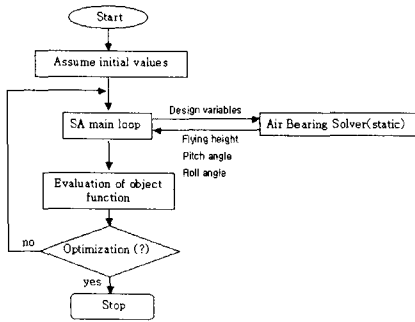 Start
Assume initial values
Design variables
SA main loop
Air Bearing Solver(static)
Flying height
Pitch angle
Roll angle
Evaluation of object
function
no
Optimization (?)
yes
Stop